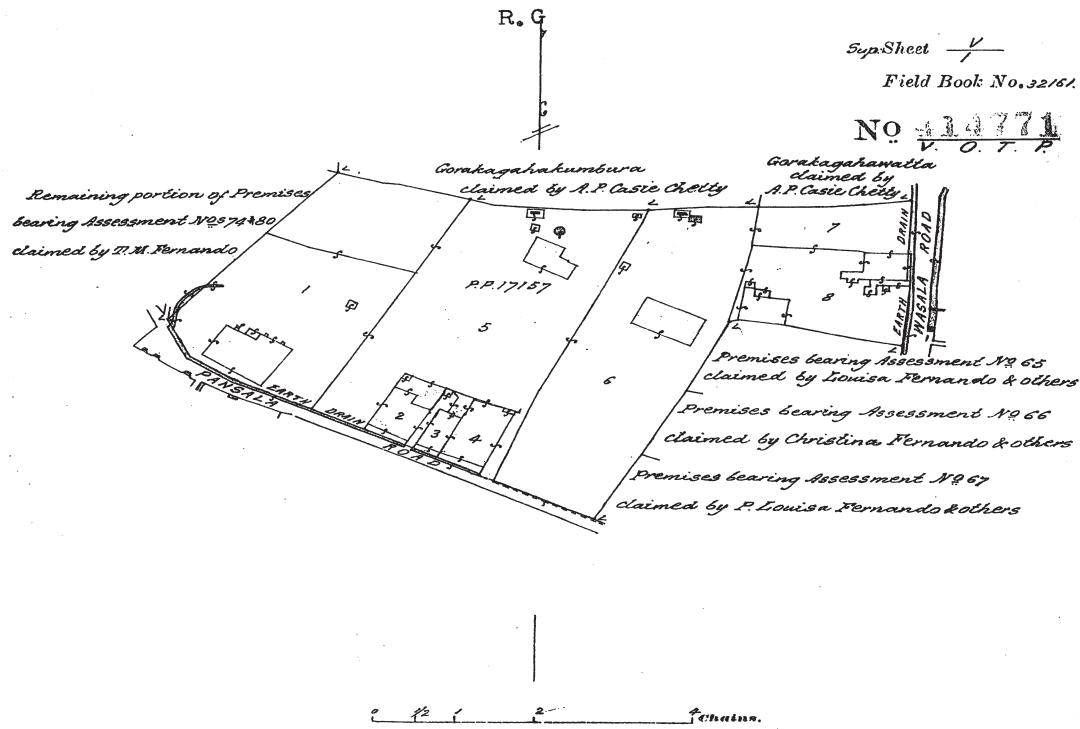 R. G
Sup: Sheet V/1
Field Book No. 32161.
No 414771
V. O. T. P.
Gorakagahakumbura
claimed by A.P. Casie Chetty
Gorakagahawatta
claimed by
A.P. Casie Chetty
Remaining portion of Premises
bearing Assessment Nos 74&80
claimed by T.M. Fernando
1
P.P. 17157
5
6
7
8
DRAIN
EARTH
WASALA ROAD
2
3
4
PANSALA
EARTH
DRAIN
ROAD
Premises bearing Assessment No 65
claimed by Louisa Fernando & others
Premises bearing Assessment No 66
claimed by Christina Fernando & others
Premises bearing Assessment No 67
claimed by P. Louisa Fernando & others
0 1/2 1 2 4 Chains.